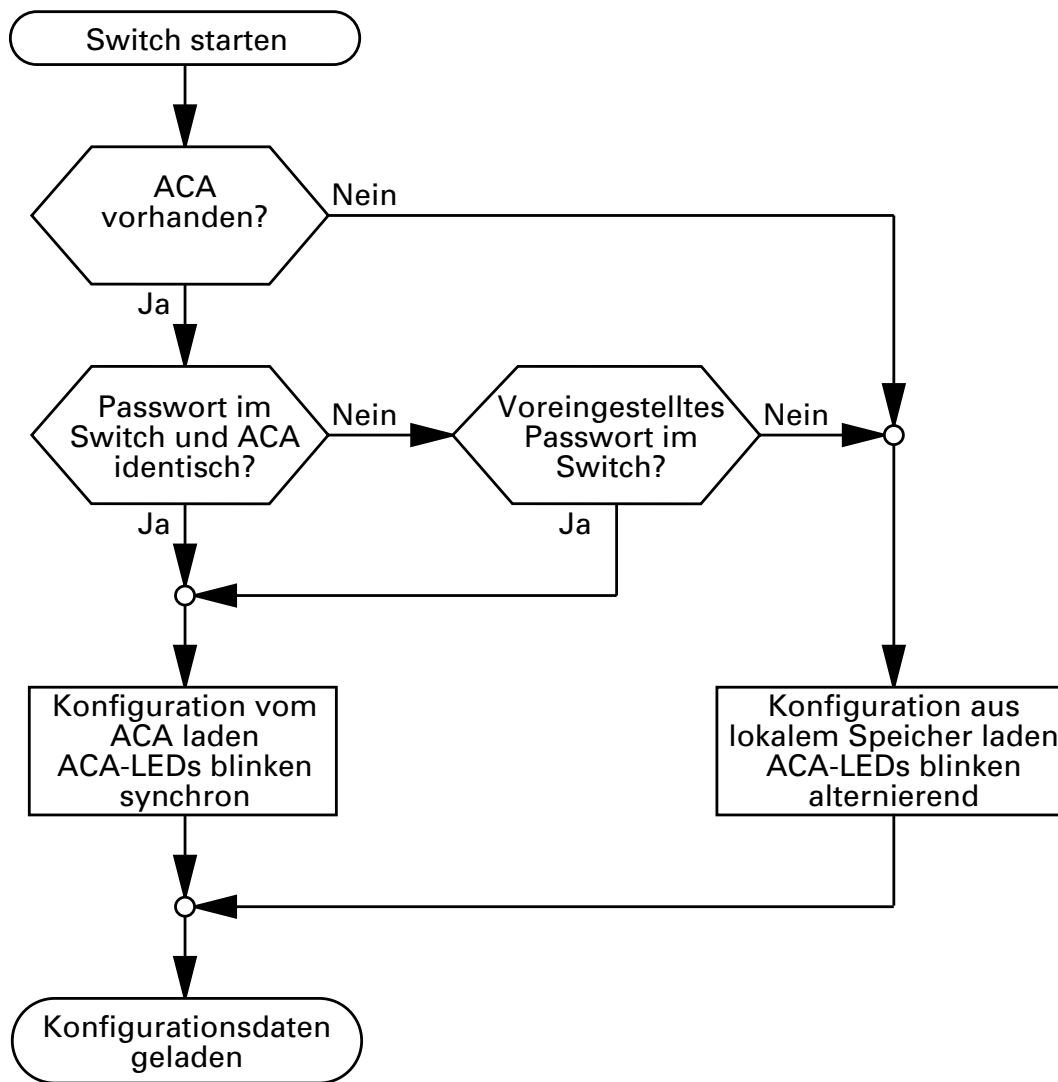 Switch starten
ACA
vorhanden?
Nein
Ja
Passwort im
Switch und ACA
identisch?
Nein
Voreingestelltes
Passwort im
Switch?
Nein
Ja
Ja
Konfiguration vom
ACA laden
ACA-LEDs blinken
synchron
Konfiguration aus
lokalem Speicher laden
ACA-LEDs blinken
alternierend
Konfigurationsdaten
geladen